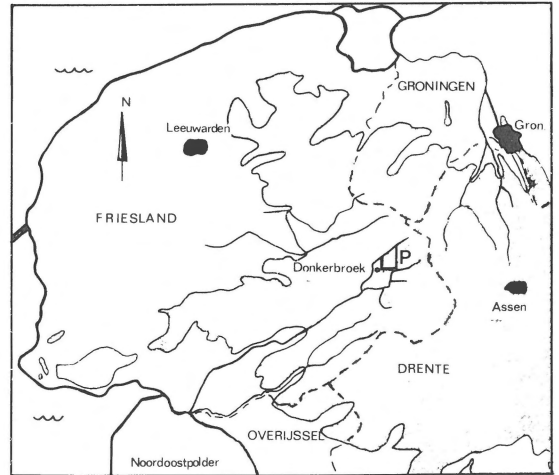 GRONINGEN
N
Leeuwarden
Gron.
FRIESLAND
Donkerbroek
P
Assen
DRENTE
OVERIJSSEL
Noordoostpolder